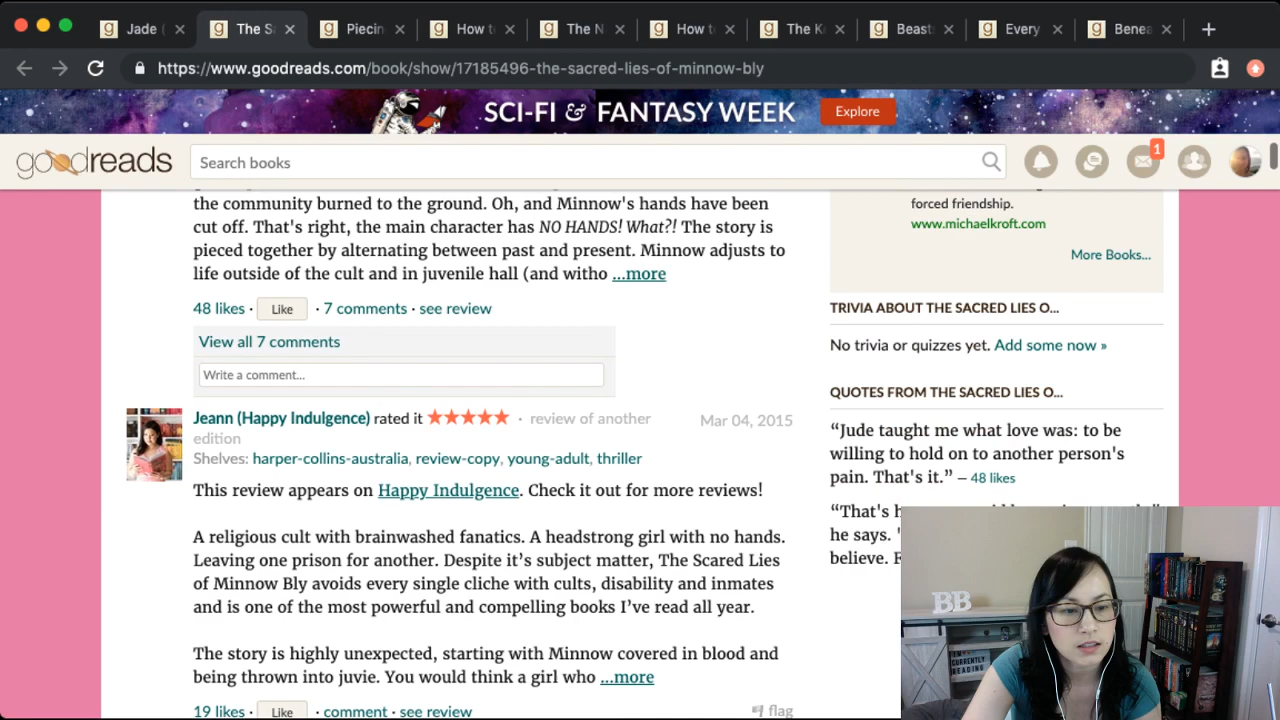 Jade (
The S
Piecin
How t
The N
How t
The K
Beast
Every
Benea
https://www.goodreads.com/book/show/17185496-the-sacred-lies-of-minnow-bly
SCI-FI & FANTASY WEEK
Explore
goodreads
Search books
1
the community burned to the ground. Oh, and Minnow's hands have been
cut off. That's right, the main character has NO HANDS! What?! The story is
pieced together by alternating between past and present. Minnow adjusts to
life outside of the cult and in juvenile hall (and witho ...more
48 likes · Like · 7 comments · see review
View all 7 comments
Write a comment...
Jeann (Happy Indulgence) rated it ★★★★★ · review of another
edition
Mar 04, 2015
Shelves: harper-collins-australia, review-copy, young-adult, thriller
This review appears on Happy Indulgence. Check it out for more reviews!
A religious cult with brainwashed fanatics. A headstrong girl with no hands.
Leaving one prison for another. Despite it's subject matter, The Scared Lies
of Minnow Bly avoids every single cliche with cults, disability and inmates
and is one of the most powerful and compelling books I've read all year.
The story is highly unexpected, starting with Minnow covered in blood and
being thrown into juvie. You would think a girl who ...more
19 likes · Like · comment · see review
flag
forced friendship.
www.michaelkroft.com
More Books...
TRIVIA ABOUT THE SACRED LIES O...
No trivia or quizzes yet. Add some now »
QUOTES FROM THE SACRED LIES O...
“Jude taught me what love was: to be
willing to hold on to another person's
pain. That's it.” – 48 likes
“That's
he says.
believe.
BB
CURRENTLY
READING